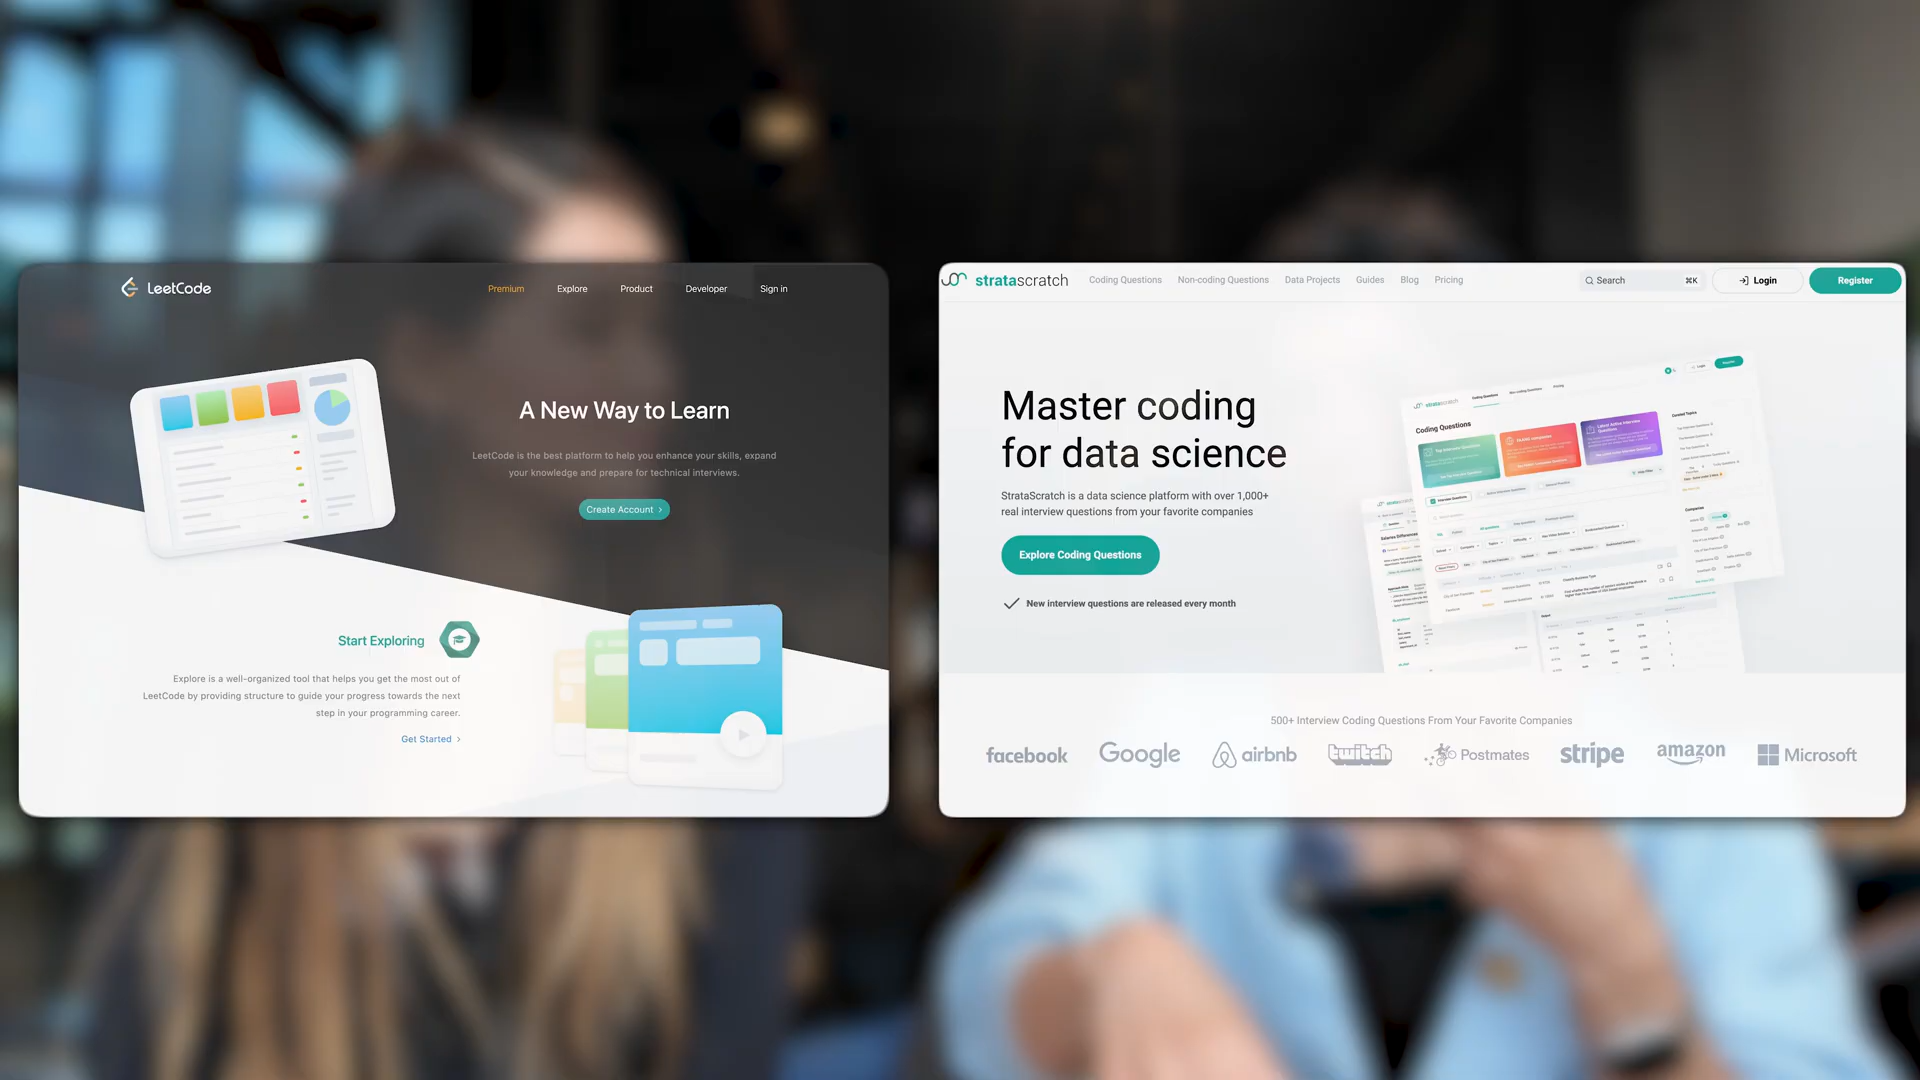 LeetCode
Premium
Explore
Product
Developer
Sign in
A New Way to Learn
LeetCode is the best platform to help you enhance your skills, expand
your knowledge and prepare for technical interviews.
Create Account >
Start Exploring
Explore is a well-organized tool that helps you get the most out of
LeetCode by providing structure to guide your progress towards the next
step in your programming career.
Get Started >
stratascratch
Coding Questions
Non-coding Questions
Data Projects
Guides
Blog
Pricing
Search
⌘K
Login
Register
Master coding
for data science
StrataScratch is a data science platform with over 1,000+
real interview questions from your favorite companies
Explore Coding Questions
New interview questions are released every month
Coding Questions
500+ Interview Coding Questions From Your Favorite Companies
facebook
Google
airbnb
twitch
Postmates
stripe
amazon
Microsoft